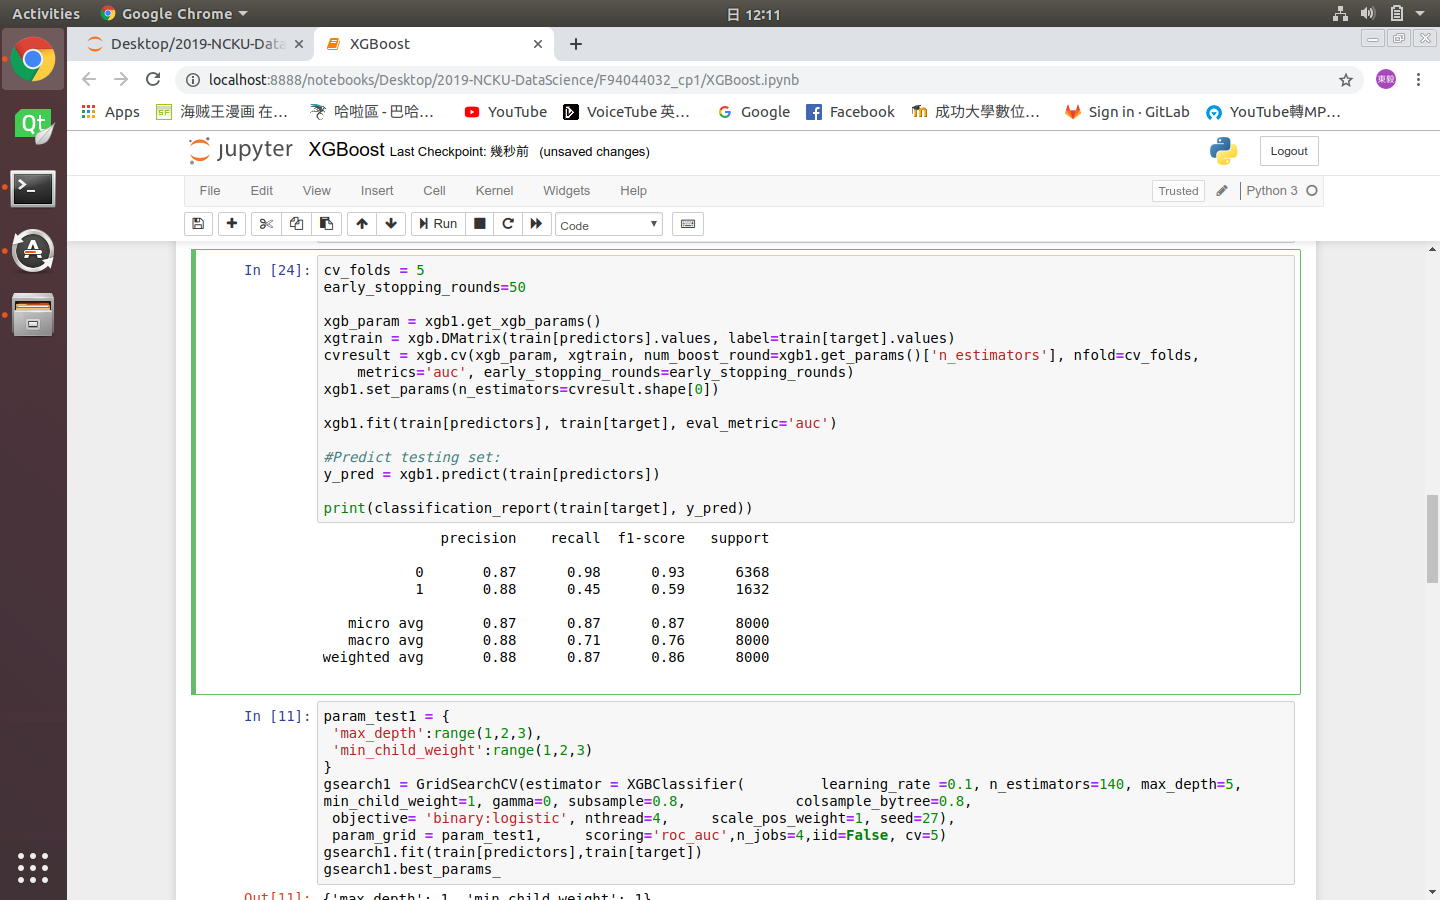 Activities
Google Chrome
日 12:11
Desktop/2019-NCKU-Data
XGBoost
localhost:8888/notebooks/Desktop/2019-NCKU-DataScience/F94044032_cp1/XGBoost.ipynb
東毅
Apps
海贼王漫画 在...
哈啦區 - 巴哈...
YouTube
VoiceTube 英...
Google
Facebook
成功大學數位...
Sign in · GitLab
YouTube轉MP...
Qt
jupyter XGBoost Last Checkpoint: 幾秒前 (unsaved changes)
Logout
File Edit View Insert Cell Kernel Widgets Help
Trusted Python 3
Run Code
In [24]:
cv_folds = 5
early_stopping_rounds=50
xgb_param = xgb1.get_xgb_params()
xgtrain = xgb.DMatrix(train[predictors].values, label=train[target].values)
cvresult = xgb.cv(xgb_param, xgtrain, num_boost_round=xgb1.get_params()['n_estimators'], nfold=cv_folds,
    metrics='auc', early_stopping_rounds=early_stopping_rounds)
xgb1.set_params(n_estimators=cvresult.shape[0])
xgb1.fit(train[predictors], train[target], eval_metric='auc')
#Predict testing set:
y_pred = xgb1.predict(train[predictors])
print(classification_report(train[target], y_pred))
              precision    recall  f1-score   support
           0       0.87      0.98      0.93      6368
           1       0.88      0.45      0.59      1632
   micro avg       0.87      0.87      0.87      8000
   macro avg       0.88      0.71      0.76      8000
weighted avg       0.88      0.87      0.86      8000
In [11]:
param_test1 = {
 'max_depth':range(1,2,3),
 'min_child_weight':range(1,2,3)
}
gsearch1 = GridSearchCV(estimator = XGBClassifier(         learning_rate =0.1, n_estimators=140, max_depth=5,
min_child_weight=1, gamma=0, subsample=0.8,             colsample_bytree=0.8,
 objective= 'binary:logistic', nthread=4,     scale_pos_weight=1, seed=27),
 param_grid = param_test1,     scoring='roc_auc',n_jobs=4,iid=False, cv=5)
gsearch1.fit(train[predictors],train[target])
gsearch1.best_params_
Out[11]: {'max_depth': 1, 'min_child_weight': 1}